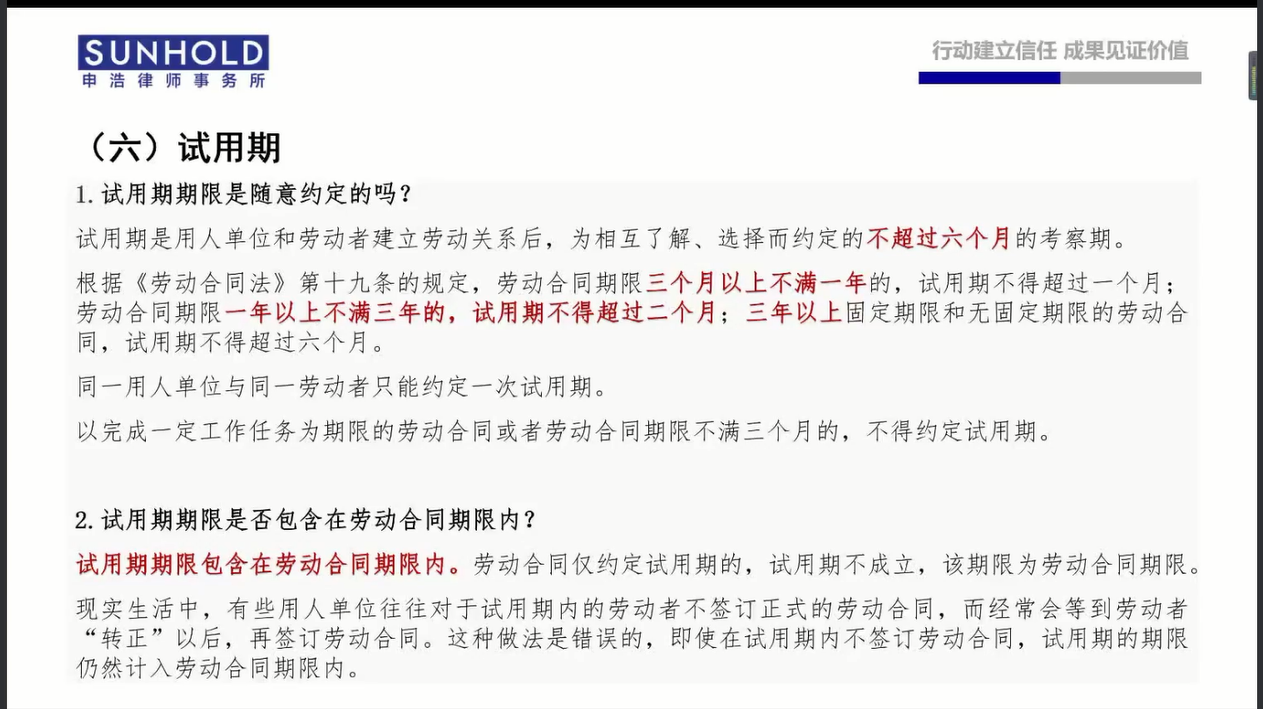 SUNHOLD
申浩律师事务所
行动建立信任 成果见证价值
（六）试用期
1. 试用期期限是随意约定的吗？
试用期是用人单位和劳动者建立劳动关系后，为相互了解、选择而约定的不超过六个月的考察期。
根据《劳动合同法》第十九条的规定，劳动合同期限三个月以上不满一年的，试用期不得超过一个月；
劳动合同期限一年以上不满三年的，试用期不得超过二个月；三年以上固定期限和无固定期限的劳动合
同，试用期不得超过六个月。
同一用人单位与同一劳动者只能约定一次试用期。
以完成一定工作任务为期限的劳动合同或者劳动合同期限不满三个月的，不得约定试用期。
2. 试用期期限是否包含在劳动合同期限内？
试用期期限包含在劳动合同期限内。劳动合同仅约定试用期的，试用期不成立，该期限为劳动合同期限。
现实生活中，有些用人单位往往对于试用期内的劳动者不签订正式的劳动合同，而经常会等到劳动者
“转正”以后，再签订劳动合同。这种做法是错误的，即使在试用期内不签订劳动合同，试用期的期限
仍然计入劳动合同期限内。